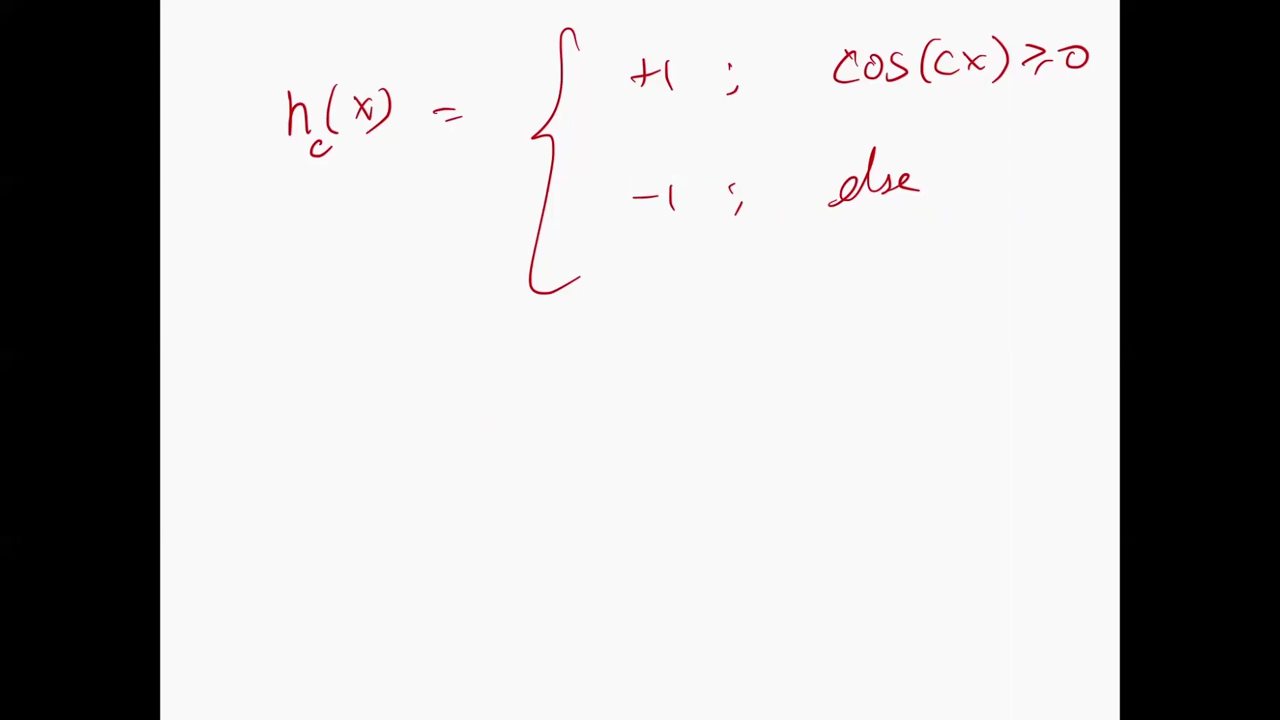 h_c(x) = { +1 ; cos(cx) ⩾ 0
-1 ; else